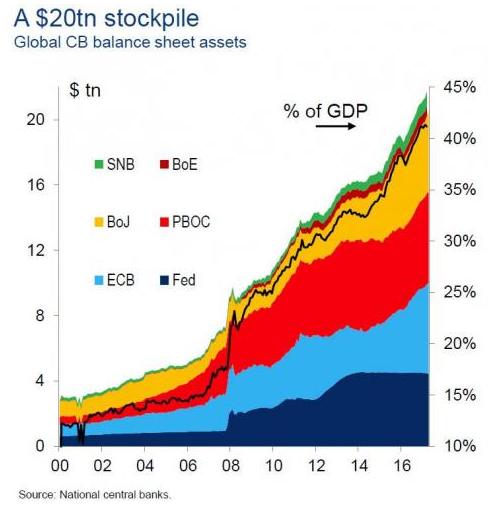 A $20tn stockpile
Global CB balance sheet assets
$ tn
% of GDP
SNB BoE
BoJ PBOC
ECB Fed
20
16
12
8
4
0
45%
40%
35%
30%
25%
20%
15%
10%
00 02 04 06 08 10 12 14 16
Source: National central banks.